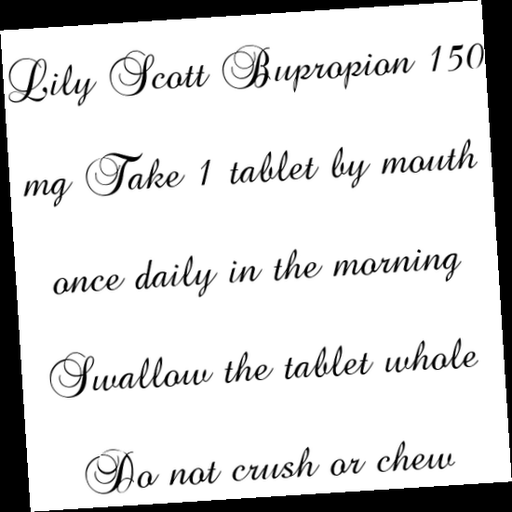 Lily Scott Bupropion 150
mg Take 1 tablet by mouth
once daily in the morning
Swallow the tablet whole
Do not crush or chew